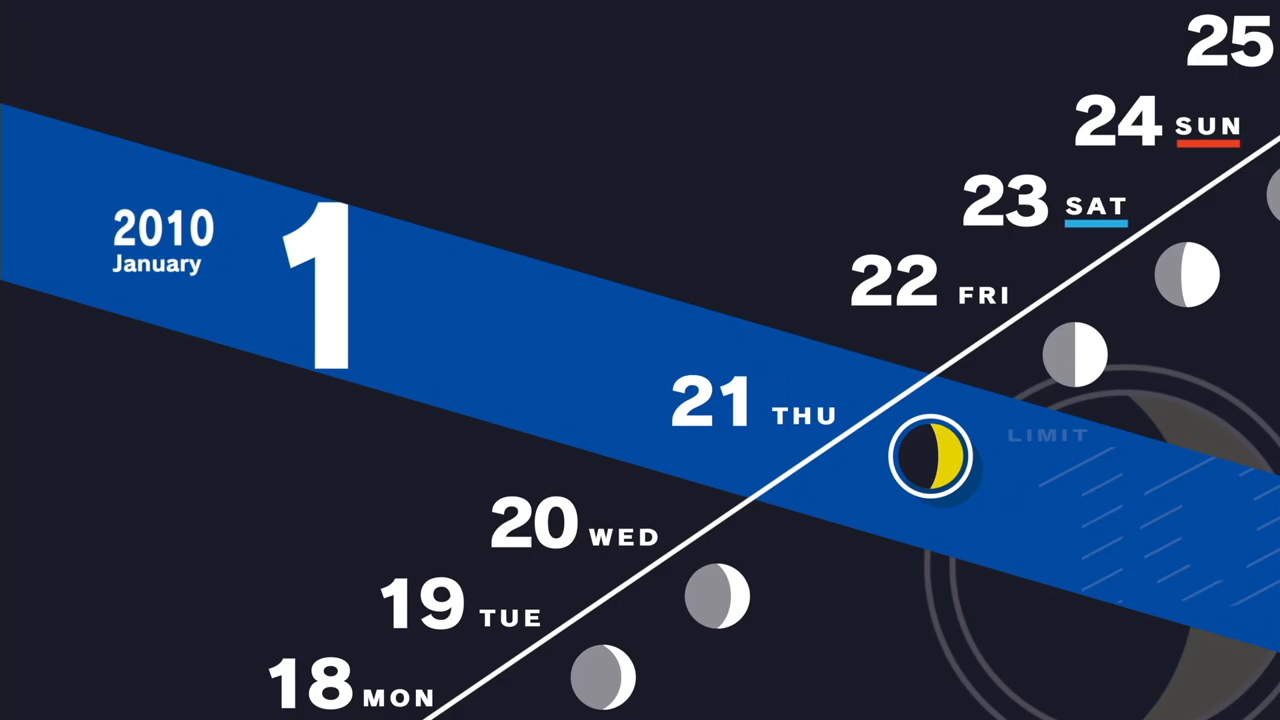 25
24 SUN
23 SAT
22 FRI
2010
January
1
21 THU
LIMIT
20 WED
19 TUE
18 MON